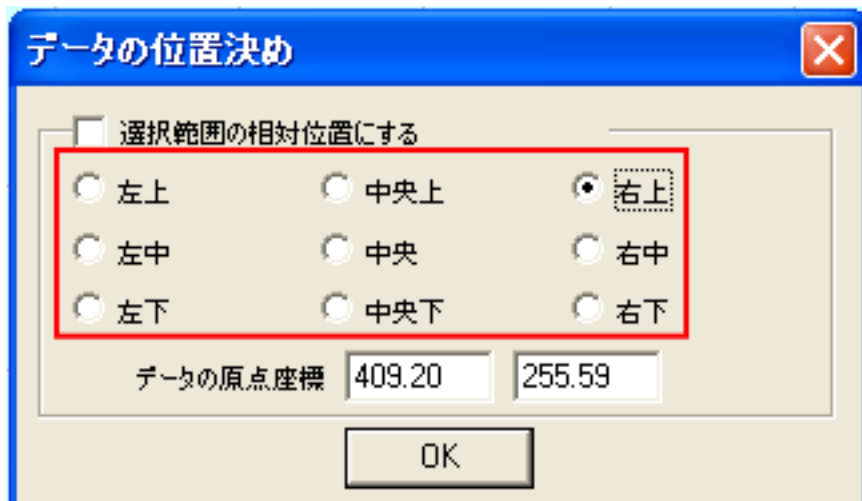 データの位置決め
選択範囲の相対位置にする
左上 中央上 右上
左中 中央 右中
左下 中央下 右下
データの原点座標 409.20 255.59
OK